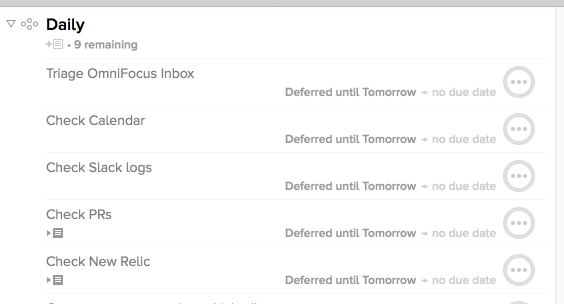 Daily
• 9 remaining
Triage OmniFocus Inbox
Deferred until Tomorrow → no due date
Check Calendar
Deferred until Tomorrow → no due date
Check Slack logs
Deferred until Tomorrow → no due date
Check PRs
Deferred until Tomorrow → no due date
Check New Relic
Deferred until Tomorrow → no due date